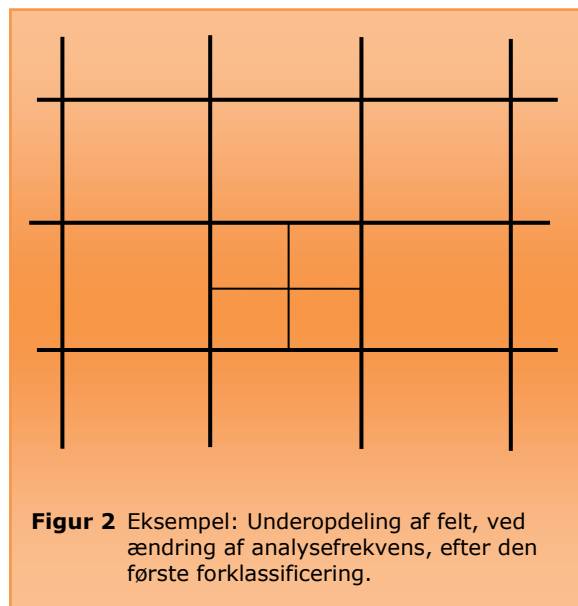 Figur 2 Eksempel: Underopdeling af felt, ved
ændring af analysefrekvens, efter den
første forklassificering.